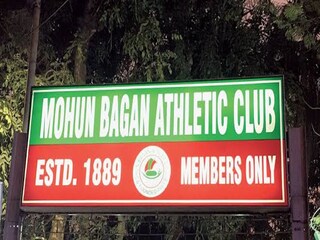 MOHUN BAGAN ATHLETIC CLUB
ESTD. 1889 MEMBERS ONLY